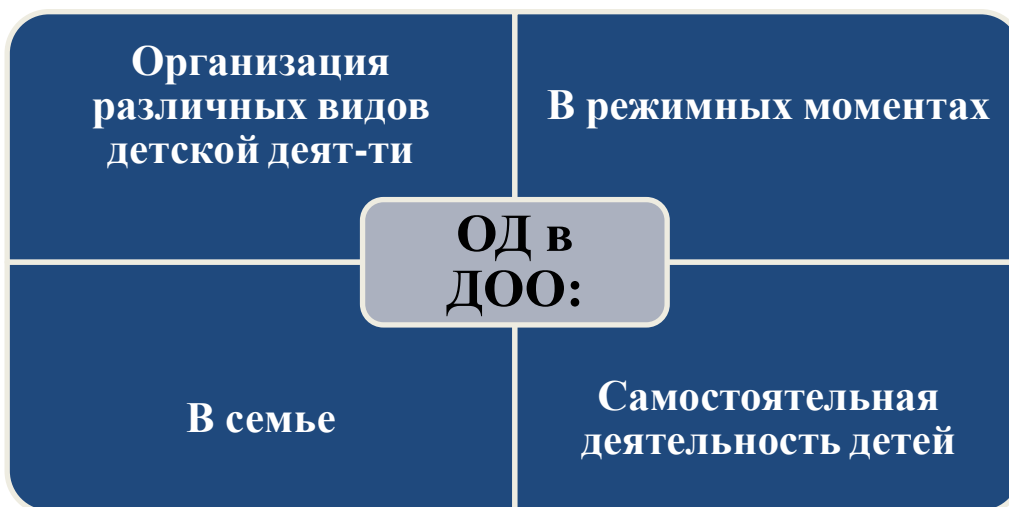 Организация
различных видов
детской деят-ти
В режимных моментах
ОД в
ДОО:
В семье
Самостоятельная
деятельность детей